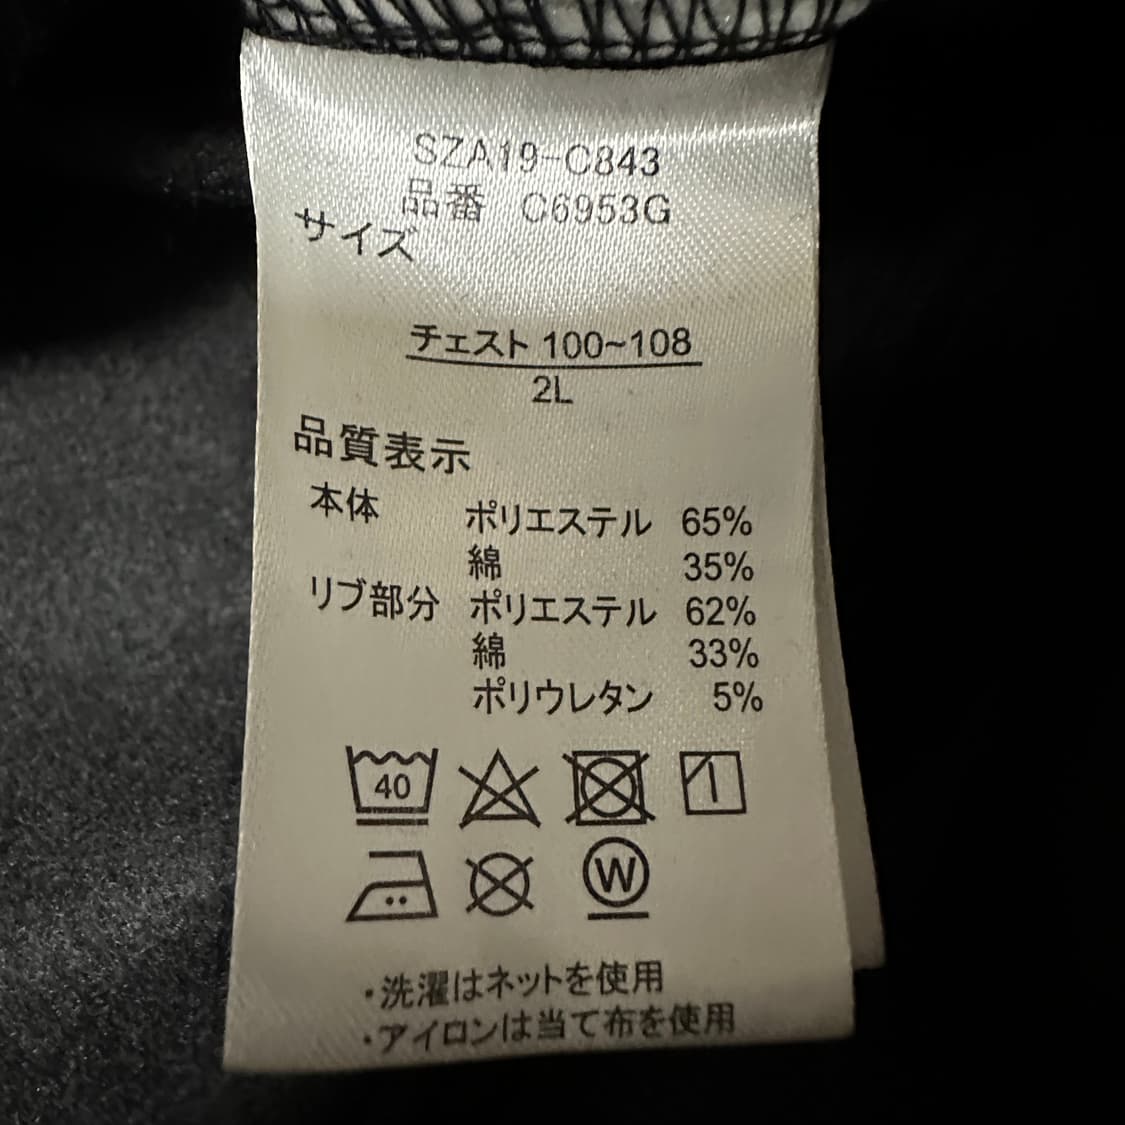 SZA19-C843
品番 C6953G
サイズ
チェスト 100~108
2L
品質表示
本体 ポリエステル 65%
綿 35%
リブ部分 ポリエステル 62%
綿 33%
ポリウレタン 5%
40
W
・洗濯はネットを使用
・アイロンは当て布を使用